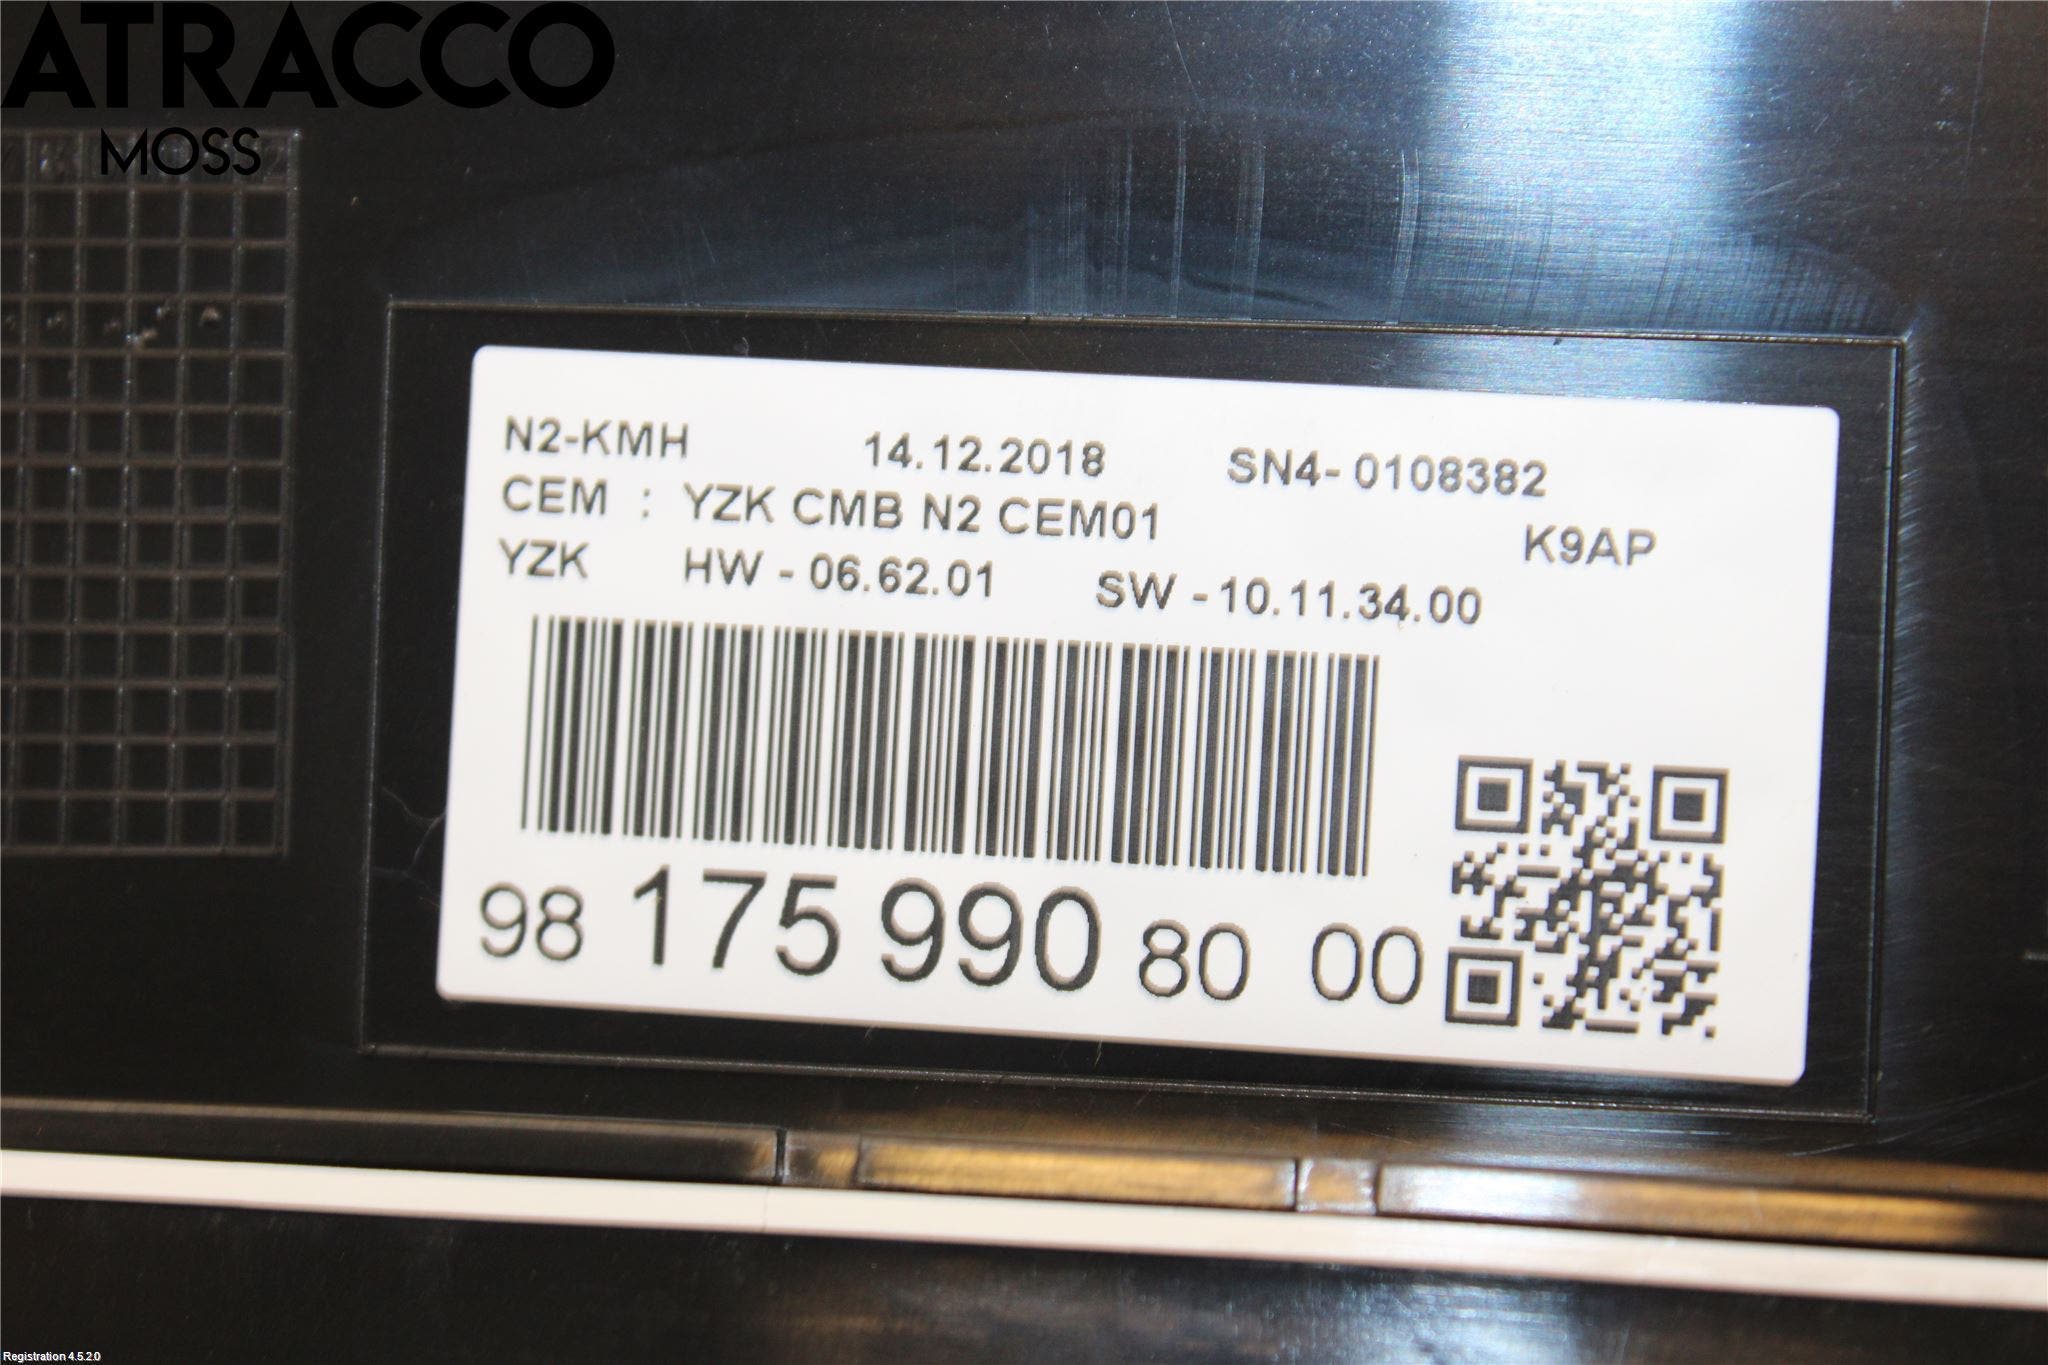 ATRACCO
MOSS
N2-KMH 14.12.2018 SN4- 0108382
CEM : YZK CMB N2 CEM01 K9AP
YZK HW - 06.62.01 SW - 10.11.34.00
98 175 990 80 00
Registration 4.5.2.0